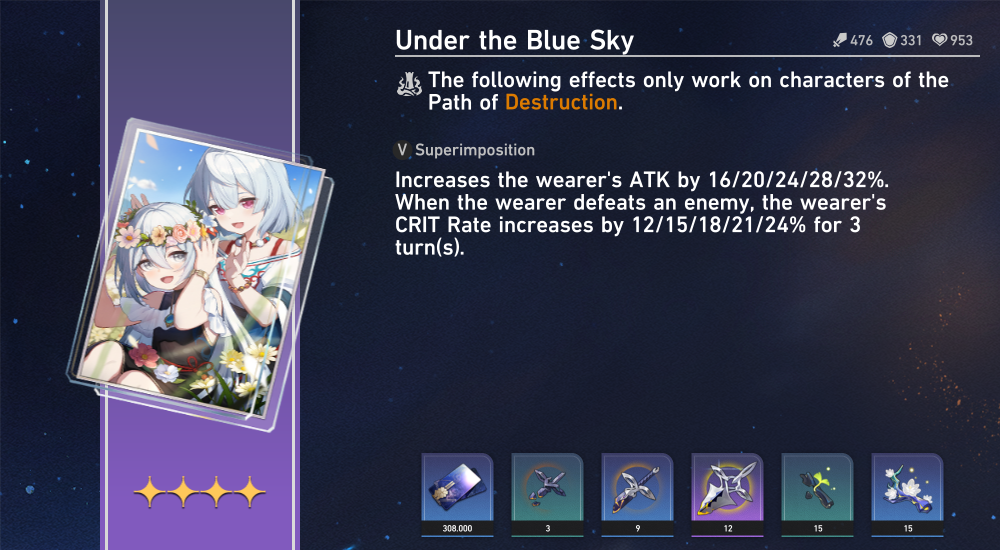 Under the Blue Sky
476 331 953
The following effects only work on characters of the
Path of Destruction.
V Superimposition
Increases the wearer's ATK by 16/20/24/28/32%.
When the wearer defeats an enemy, the wearer's
CRIT Rate increases by 12/15/18/21/24% for 3
turn(s).
308.000 3 9 12 15 15